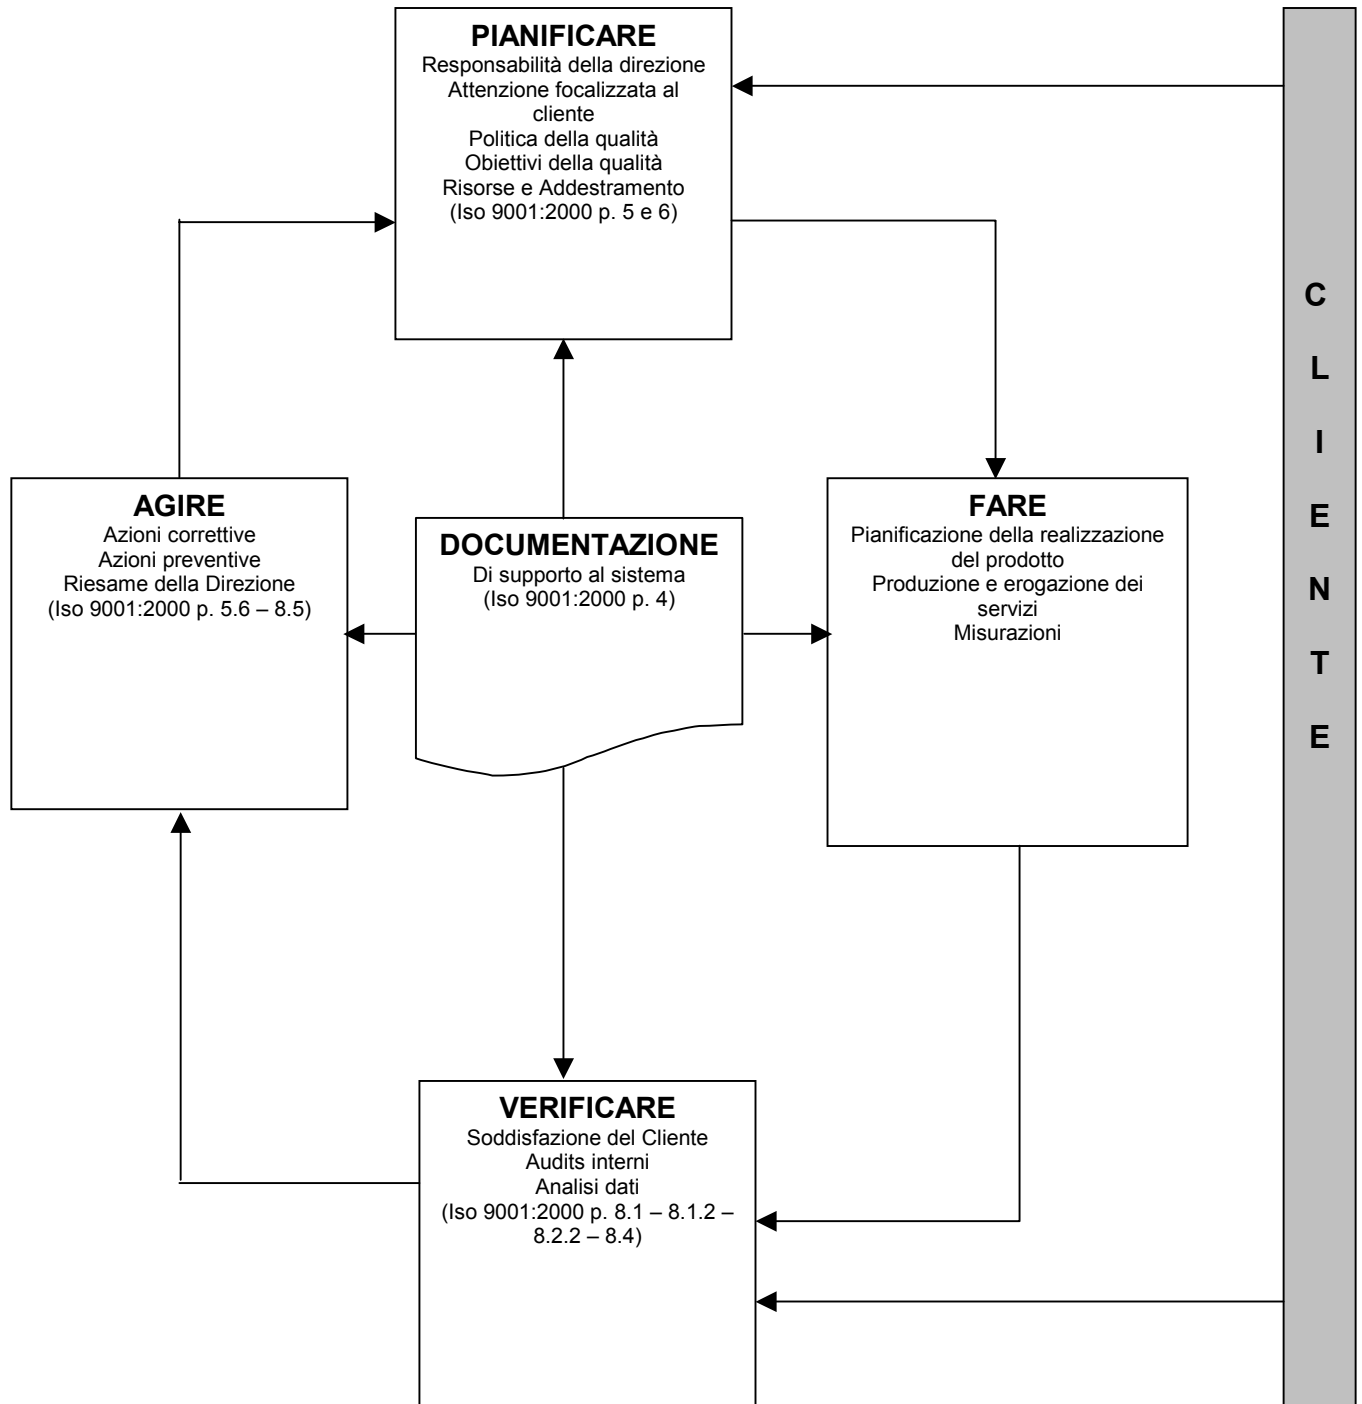 PIANIFICARE
Responsabilità della direzione
Attenzione focalizzata al
cliente
Politica della qualità
Obiettivi della qualità
Risorse e Addestramento
(Iso 9001:2000 p. 5 e 6)
AGIRE
Azioni correttive
Azioni preventive
Riesame della Direzione
(Iso 9001:2000 p. 5.6 – 8.5)
DOCUMENTAZIONE
Di supporto al sistema
(Iso 9001:2000 p. 4)
FARE
Pianificazione della realizzazione
del prodotto
Produzione e erogazione dei
servizi
Misurazioni
VERIFICARE
Soddisfazione del Cliente
Audits interni
Analisi dati
(Iso 9001:2000 p. 8.1 – 8.1.2 –
8.2.2 – 8.4)
C
L
I
E
N
T
E